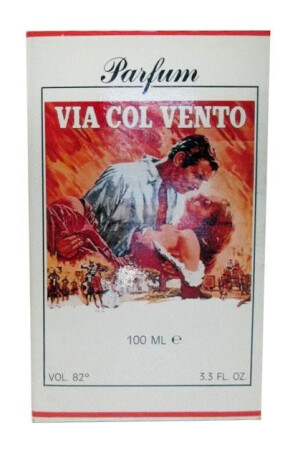 Parfum
VIA COL VENTO
100 ML ℮
VOL. 82° 3.3 FL. OZ.